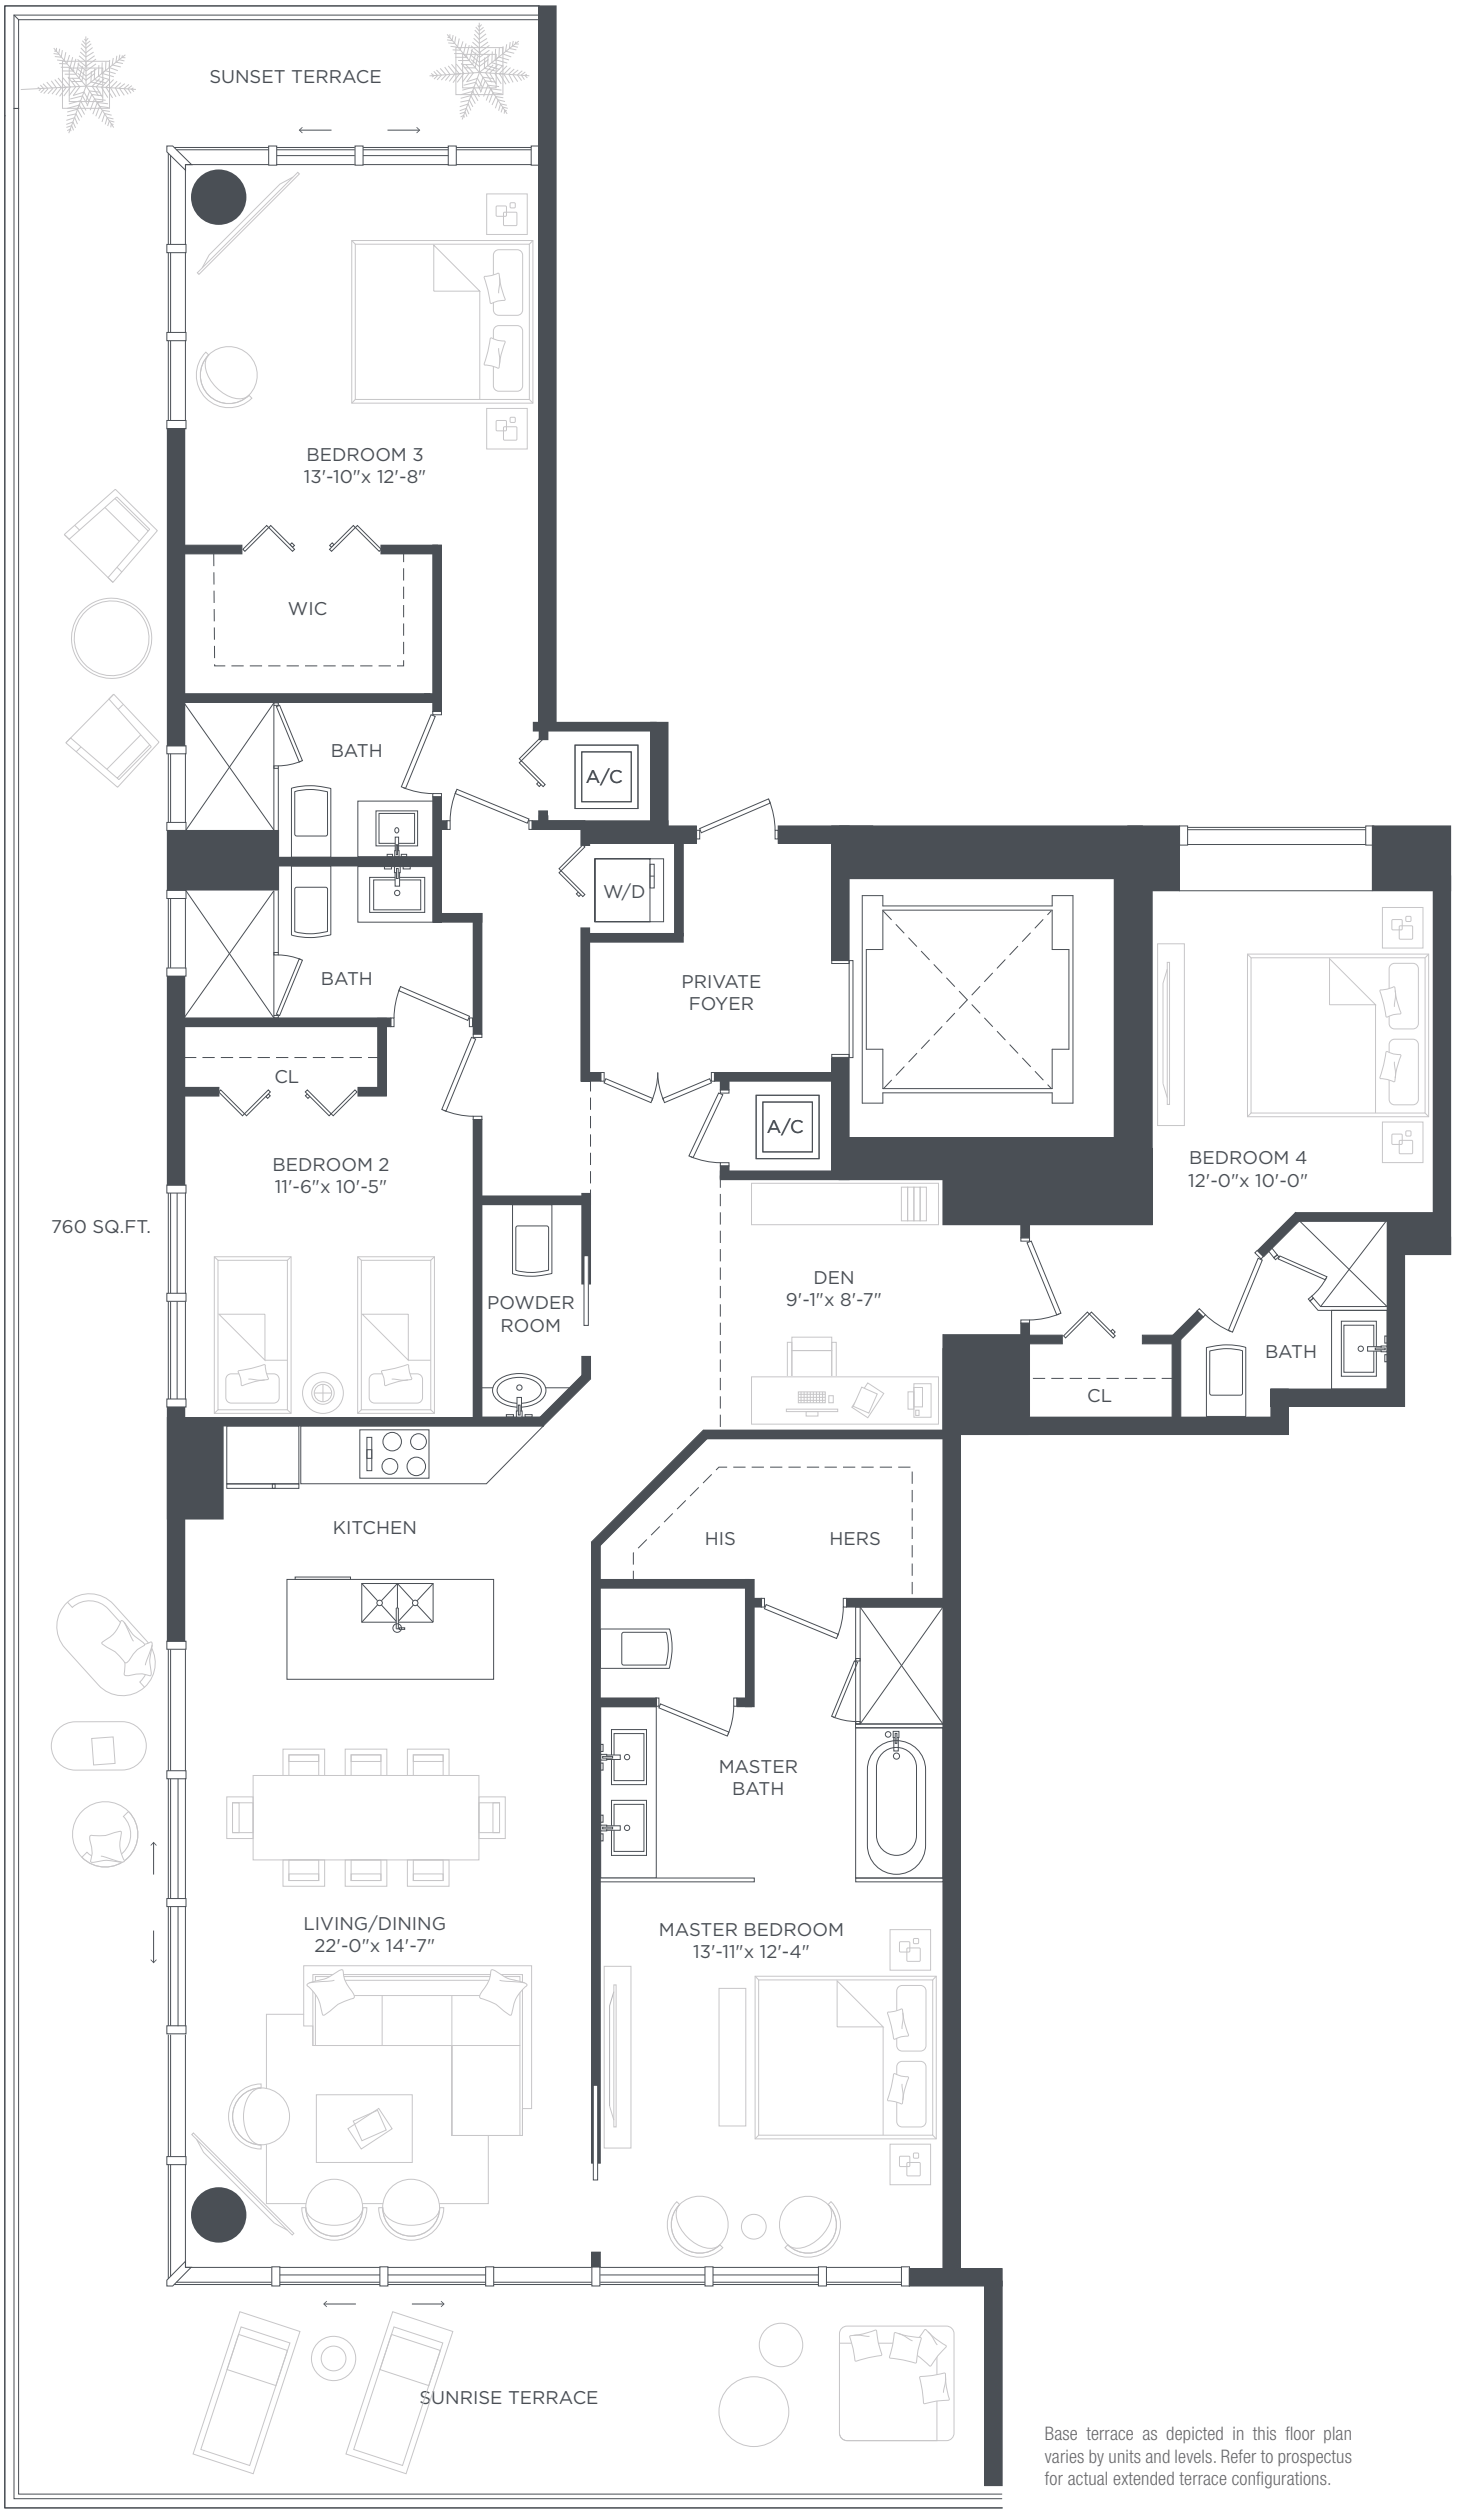 SUNSET TERRACE
BEDROOM 3
13'-10"x 12'-8"
WIC
BATH
A/C
W/D
BATH
PRIVATE
FOYER
CL
A/C
BEDROOM 2
11'-6"x 10'-5"
BEDROOM 4
12'-0"x 10'-0"
760 SQ.FT.
DEN
9'-1"x 8'-7"
POWDER
ROOM
BATH
CL
KITCHEN
HIS
HERS
MASTER
BATH
LIVING/DINING
22'-0"x 14'-7"
MASTER BEDROOM
13'-11"x 12'-4"
SUNRISE TERRACE
Base terrace as depicted in this floor plan
varies by units and levels. Refer to prospectus
for actual extended terrace configurations.